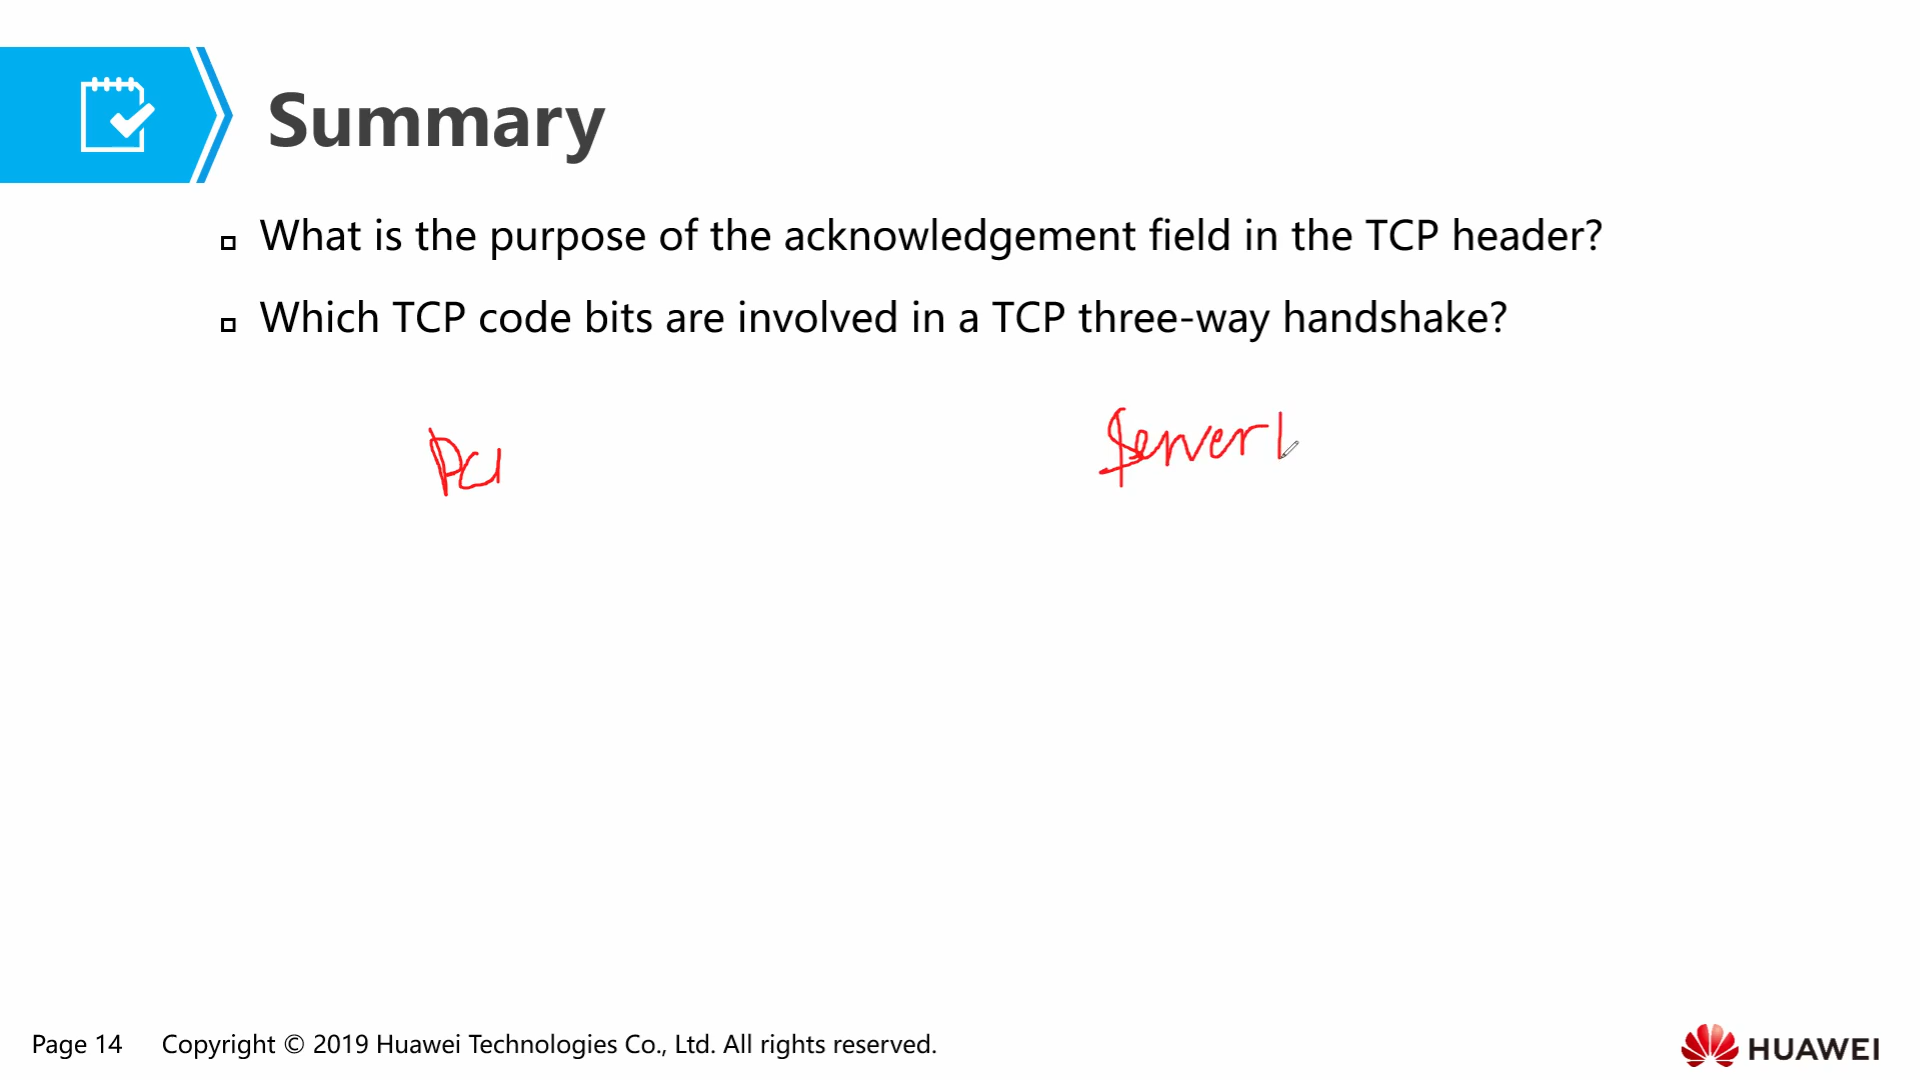 Summary
What is the purpose of the acknowledgement field in the TCP header?
Which TCP code bits are involved in a TCP three-way handshake?
PC1
Server1
Page 14 Copyright © 2019 Huawei Technologies Co., Ltd. All rights reserved.
HUAWEI